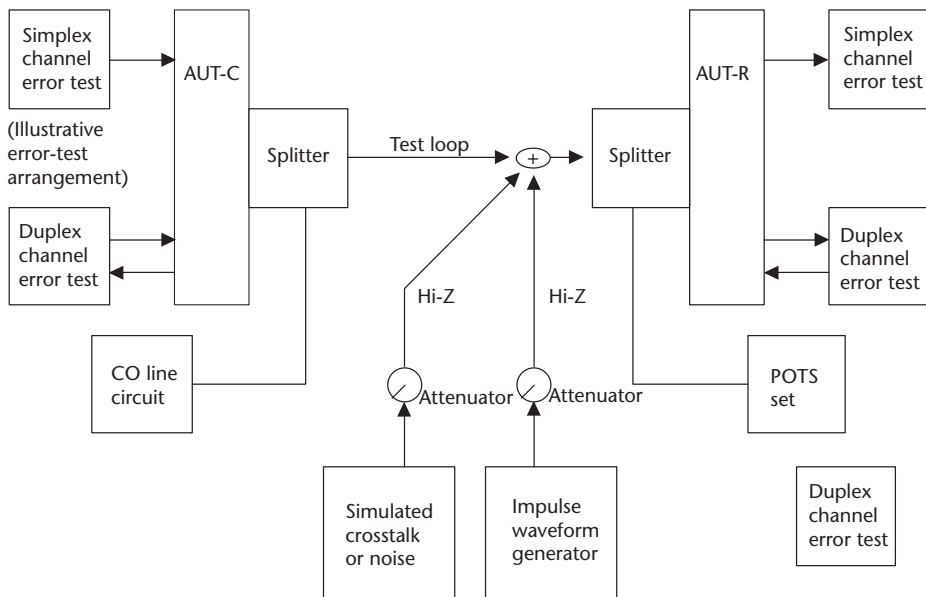 Simplex
channel
error test
(Illustrative
error-test
arrangement)
Duplex
channel
error test
AUT-C
Splitter
CO line
circuit
Test loop
+
Hi-Z
Hi-Z
Attenuator
Attenuator
Simulated
crosstalk
or noise
Impulse
waveform
generator
Splitter
AUT-R
Simplex
channel
error test
Duplex
channel
error test
POTS
set
Duplex
channel
error test